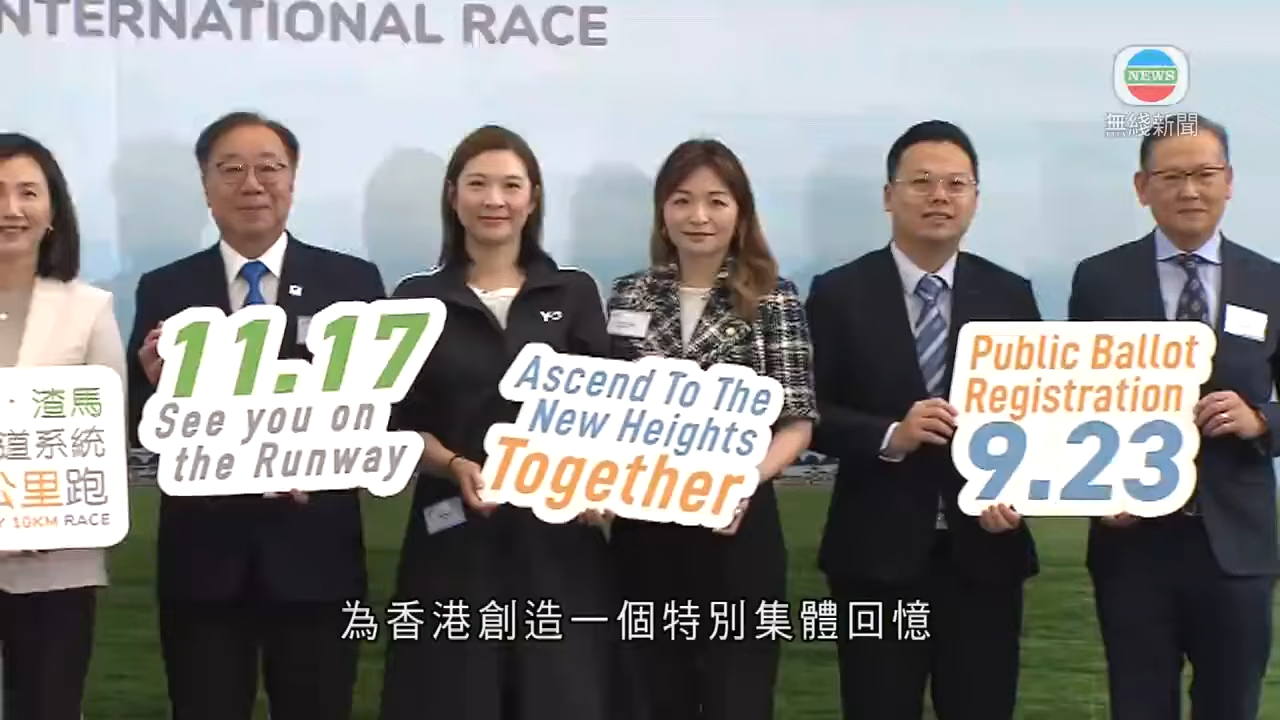 INTERNATIONAL RACE
NEWS
無綫新聞
· 渣馬
道系統
公里跑
10KM RACE
11.17
See you on
the Runway
Y-3
Ascend To The
New Heights
Together
Public Ballot
Registration
9.23
為香港創造一個特別集體回憶